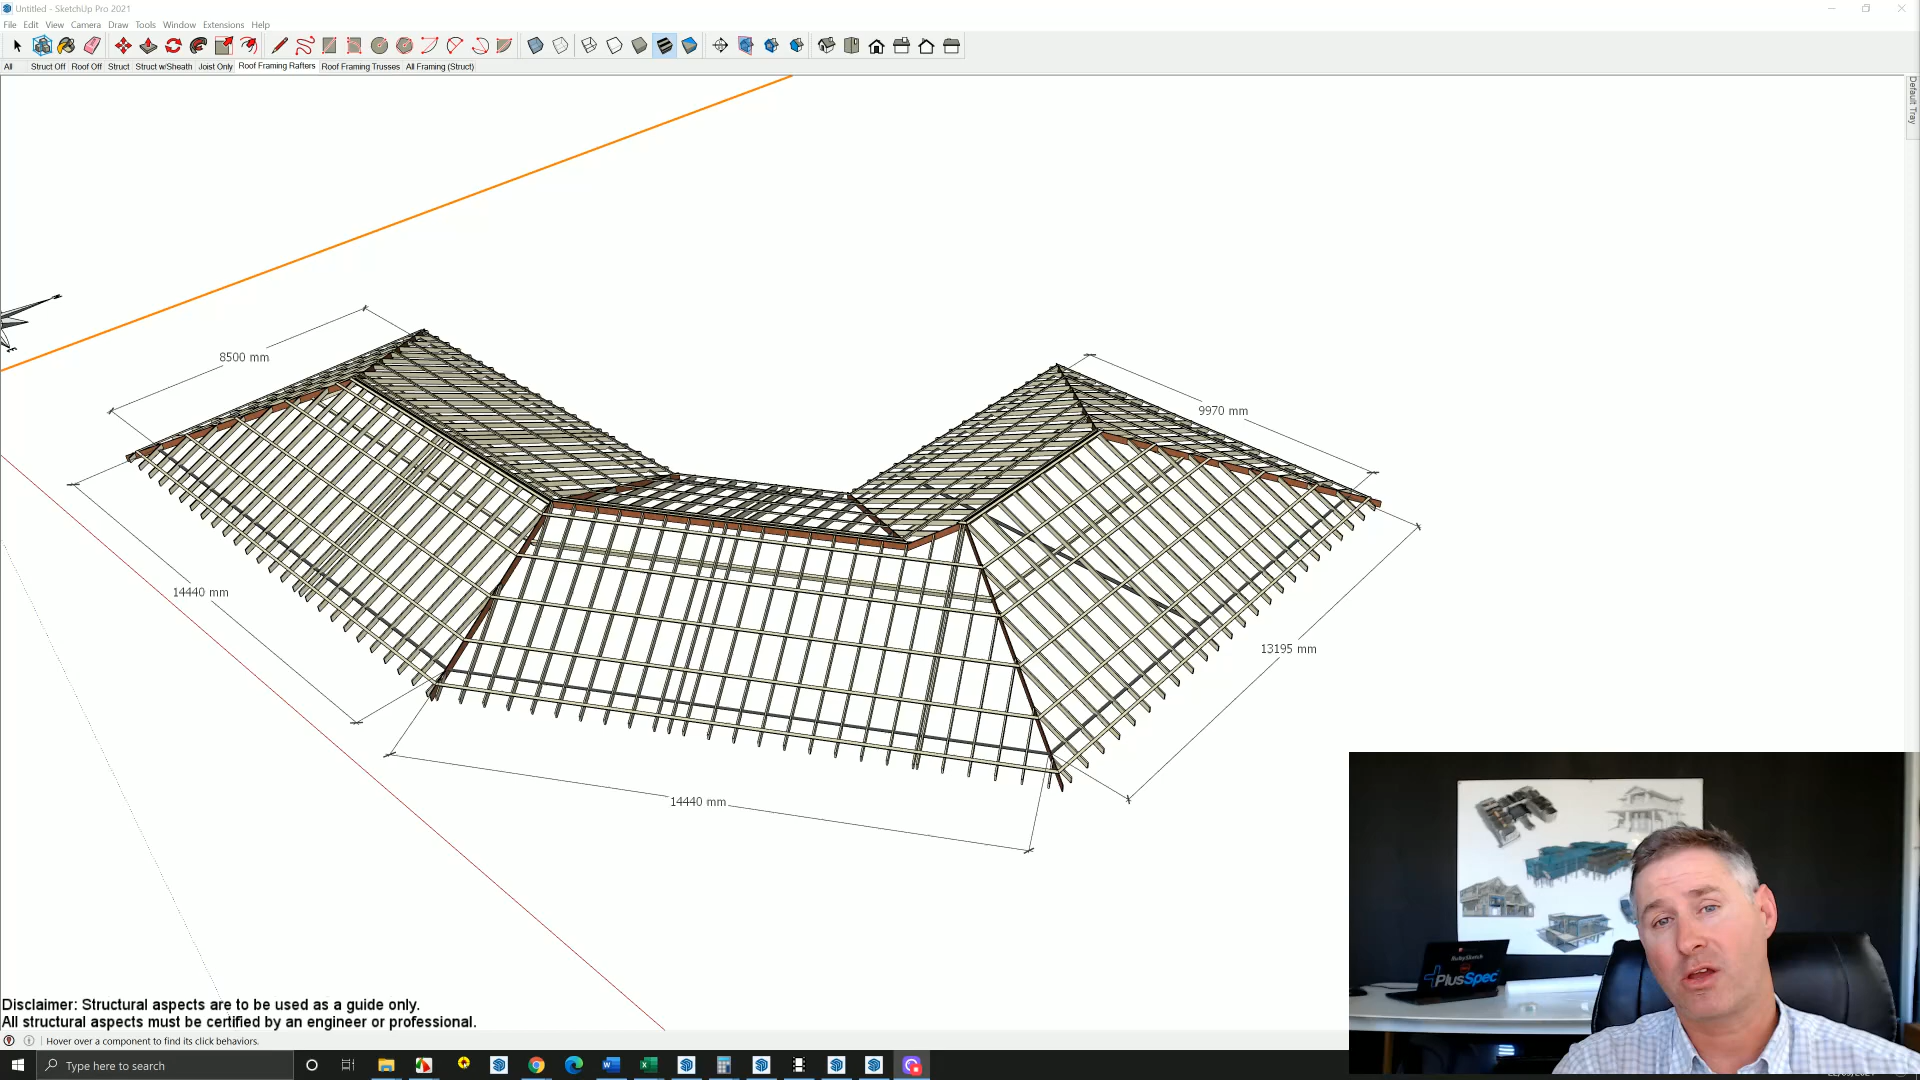 Untitled - SketchUp Pro 2021
File Edit View Camera Draw Tools Window Extensions Help
All Struct Off Roof Off Struct Struct w/Sheath Joist Only Roof Framing Rafters Roof Framing Trusses All Framing (Struct)
Default Tray
8500 mm
9970 mm
14440 mm
13195 mm
14440 mm
RubySketch
PlusSpec
Disclaimer: Structural aspects are to be used as a guide only.
All structural aspects must be certified by an engineer or professional.
Hover over a component to find its click behaviors.
Type here to search